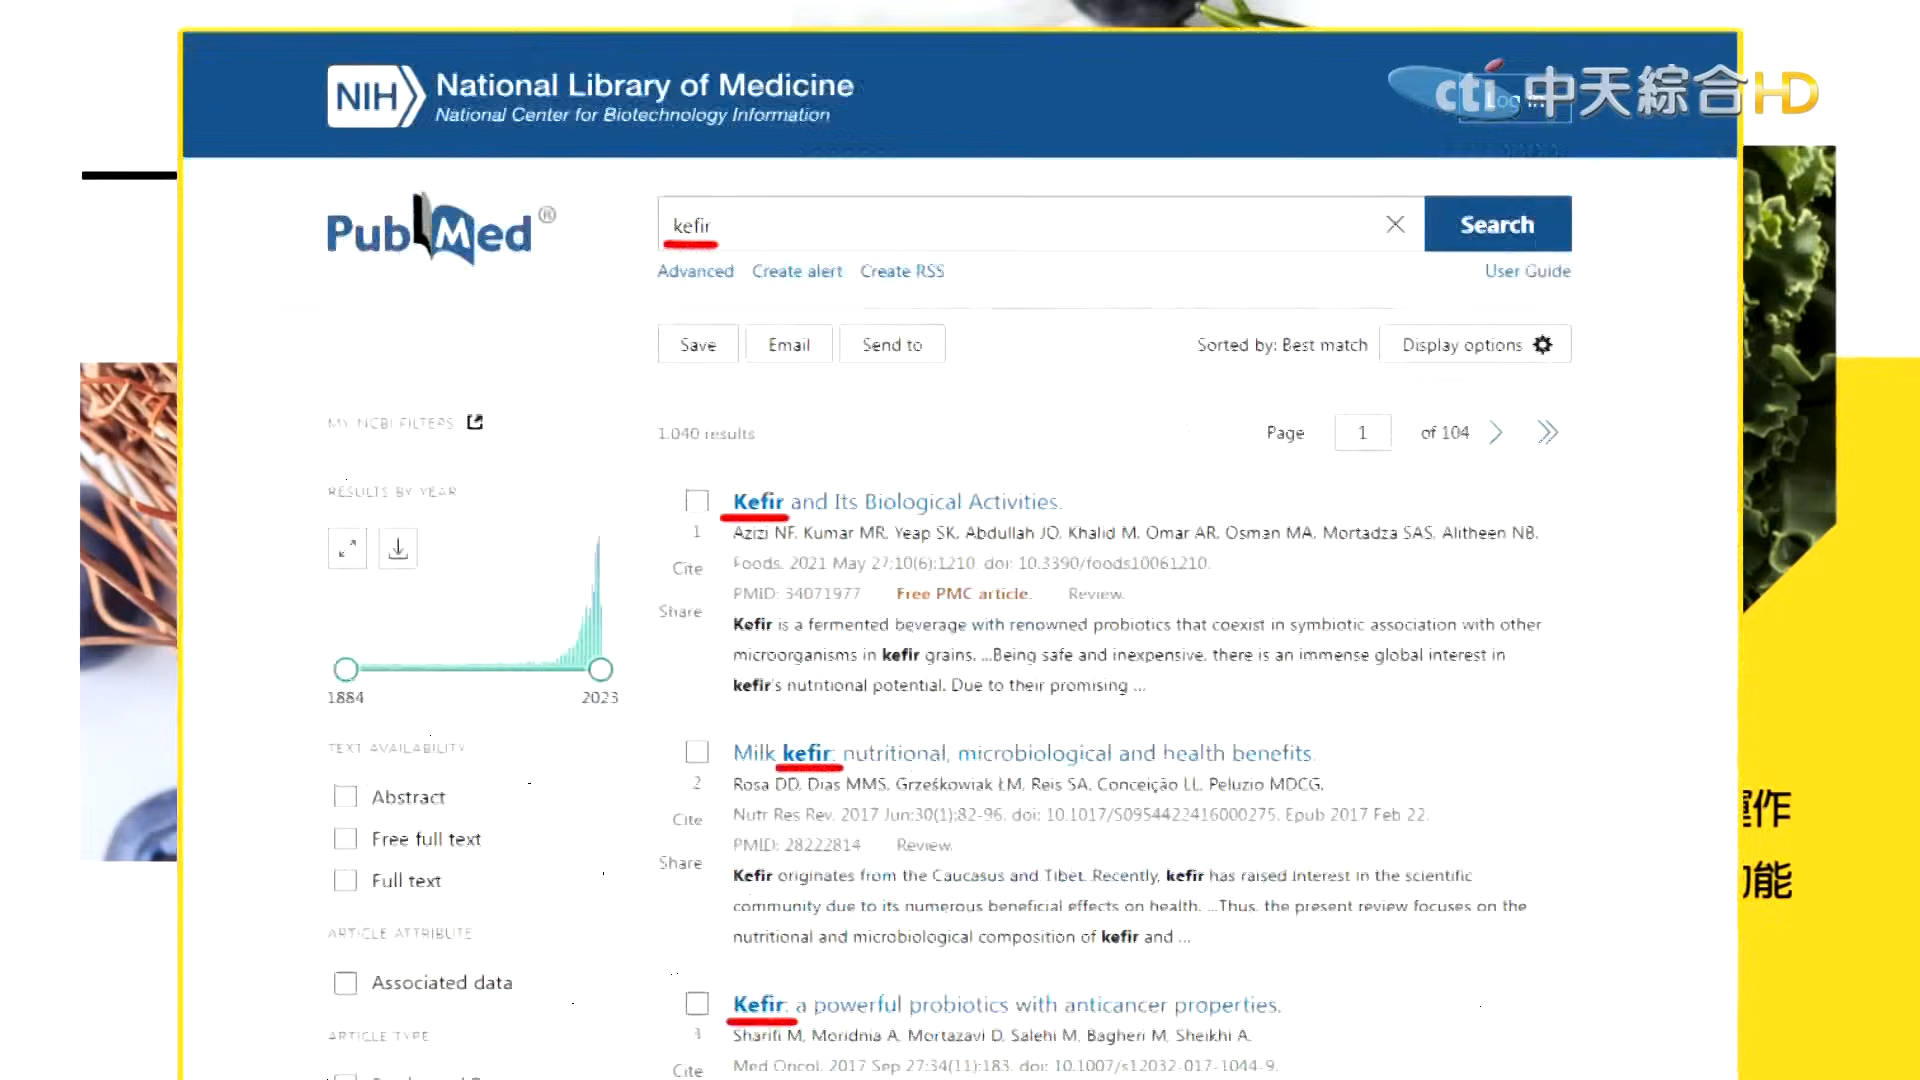 NIH National Library of Medicine
National Center for Biotechnology Information
cti 中天綜合HD
Log in
PubMed®
kefir
Search
Advanced Create alert Create RSS
User Guide
Save Email Send to
Sorted by: Best match
Display options
MY NCBI FILTERS
1,040 results
Page 1 of 104
RESULTS BY YEAR
1884 2023
TEXT AVAILABILITY
Abstract
Free full text
Full text
ARTICLE ATTRIBUTE
Associated data
ARTICLE TYPE
Kefir and Its Biological Activities.
1
Azizi NF, Kumar MR, Yeap SK, Abdullah JO, Khalid M, Omar AR, Osman MA, Mortadza SAS, Alitheen NB.
Cite
Foods. 2021 May 27;10(6):1210. doi: 10.3390/foods10061210.
PMID: 34071977 Free PMC article. Review.
Share
Kefir is a fermented beverage with renowned probiotics that coexist in symbiotic association with other
microorganisms in kefir grains. ...Being safe and inexpensive, there is an immense global interest in
kefir's nutritional potential. Due to their promising ...
Milk kefir: nutritional, microbiological and health benefits.
2
Rosa DD, Dias MMS, Grześkowiak ŁM, Reis SA, Conceição LL, Peluzio MDCG.
Cite
Nutr Res Rev. 2017 Jun;30(1):82-96. doi: 10.1017/S0954422416000275. Epub 2017 Feb 22.
PMID: 28222814 Review.
Share
Kefir originates from the Caucasus and Tibet. Recently, kefir has raised interest in the scientific
community due to its numerous beneficial effects on health. ...Thus, the present review focuses on the
nutritional and microbiological composition of kefir and ...
Kefir: a powerful probiotics with anticancer properties.
3
Sharifi M, Moridnia A, Mortazavi D, Salehi M, Bagheri M, Sheikhi A.
Cite
Med Oncol. 2017 Sep 27;34(11):183. doi: 10.1007/s12032-017-1044-9.
作
能